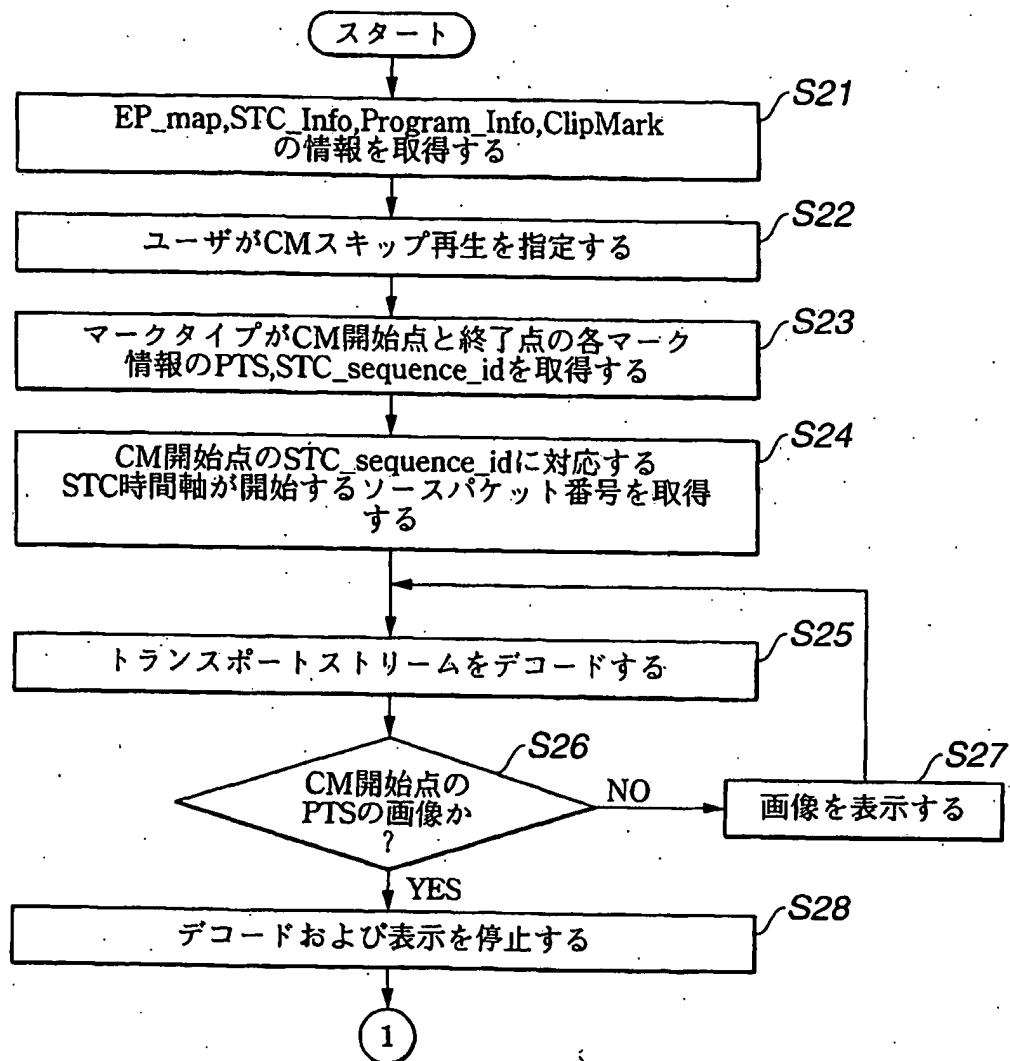 スタート
S21
EP_map,STC_Info,Program_Info,ClipMark
の情報を取得する
S22
ユーザがCMスキップ再生を指定する
S23
マークタイプがCM開始点と終了点の各マーク
情報のPTS,STC_sequence_idを取得する
S24
CM開始点のSTC_sequence_idに対応する
STC時間軸が開始するソースパケット番号を取得
する
S25
トランスポートストリームをデコードする
S26
CM開始点の
PTSの画像か
?
NO
S27
画像を表示する
YES
S28
デコードおよび表示を停止する
1